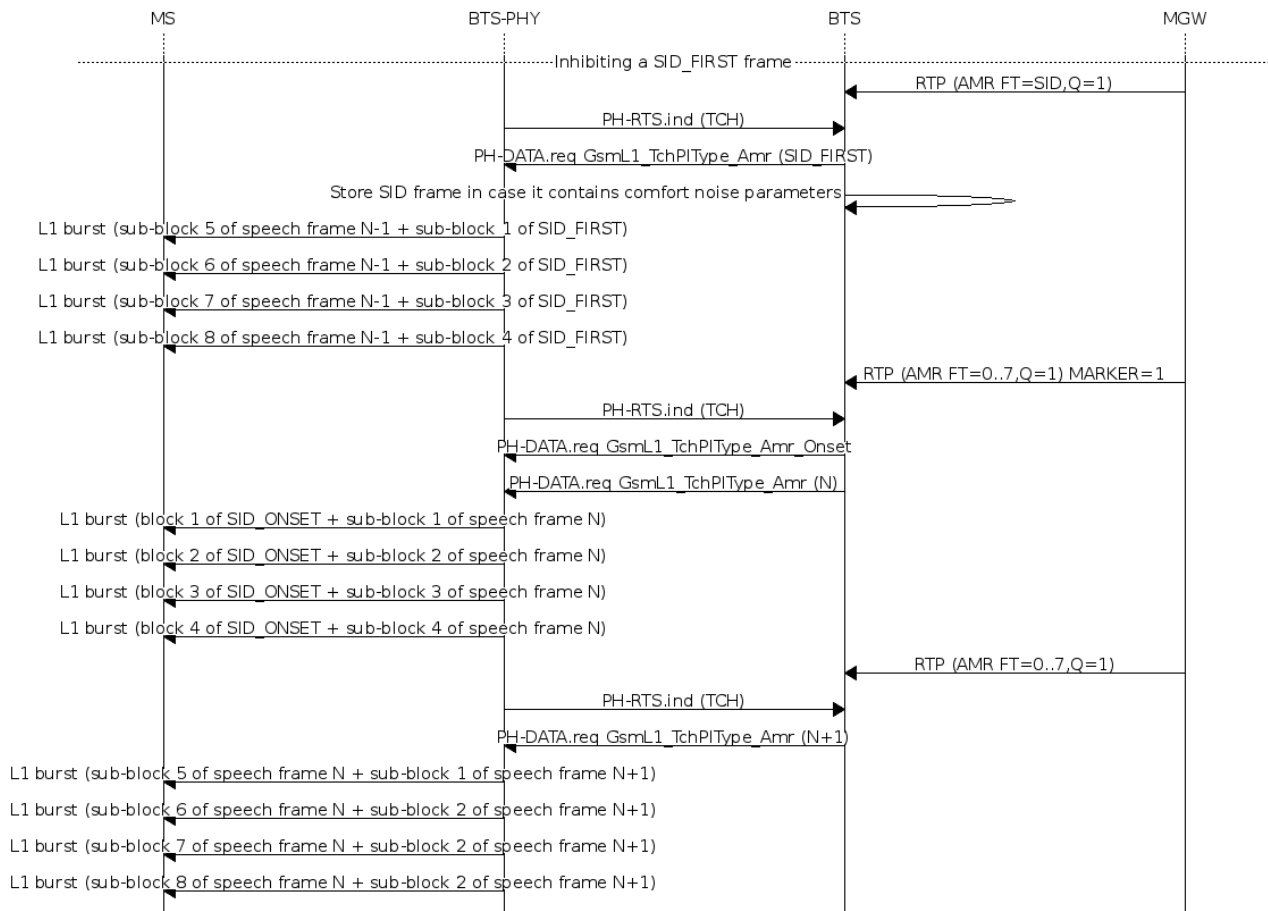 MS BTS-PHY BTS MGW
Inhibiting a SID_FIRST frame
RTP (AMR FT=SID,Q=1)
PH-RTS.ind (TCH)
PH-DATA.req GsmL1_TchPlType_Amr (SID_FIRST)
Store SID frame in case it contains comfort noise parameters
L1 burst (sub-block 5 of speech frame N-1 + sub-block 1 of SID_FIRST)
L1 burst (sub-block 6 of speech frame N-1 + sub-block 2 of SID_FIRST)
L1 burst (sub-block 7 of speech frame N-1 + sub-block 3 of SID_FIRST)
L1 burst (sub-block 8 of speech frame N-1 + sub-block 4 of SID_FIRST)
RTP (AMR FT=0..7,Q=1) MARKER=1
PH-RTS.ind (TCH)
PH-DATA.req GsmL1_TchPlType_Amr_Onset
PH-DATA.req GsmL1_TchPlType_Amr (N)
L1 burst (block 1 of SID_ONSET + sub-block 1 of speech frame N)
L1 burst (block 2 of SID_ONSET + sub-block 2 of speech frame N)
L1 burst (block 3 of SID_ONSET + sub-block 3 of speech frame N)
L1 burst (block 4 of SID_ONSET + sub-block 4 of speech frame N)
RTP (AMR FT=0..7,Q=1)
PH-RTS.ind (TCH)
PH-DATA.req GsmL1_TchPlType_Amr (N+1)
L1 burst (sub-block 5 of speech frame N + sub-block 1 of speech frame N+1)
L1 burst (sub-block 6 of speech frame N + sub-block 2 of speech frame N+1)
L1 burst (sub-block 7 of speech frame N + sub-block 2 of speech frame N+1)
L1 burst (sub-block 8 of speech frame N + sub-block 2 of speech frame N+1)